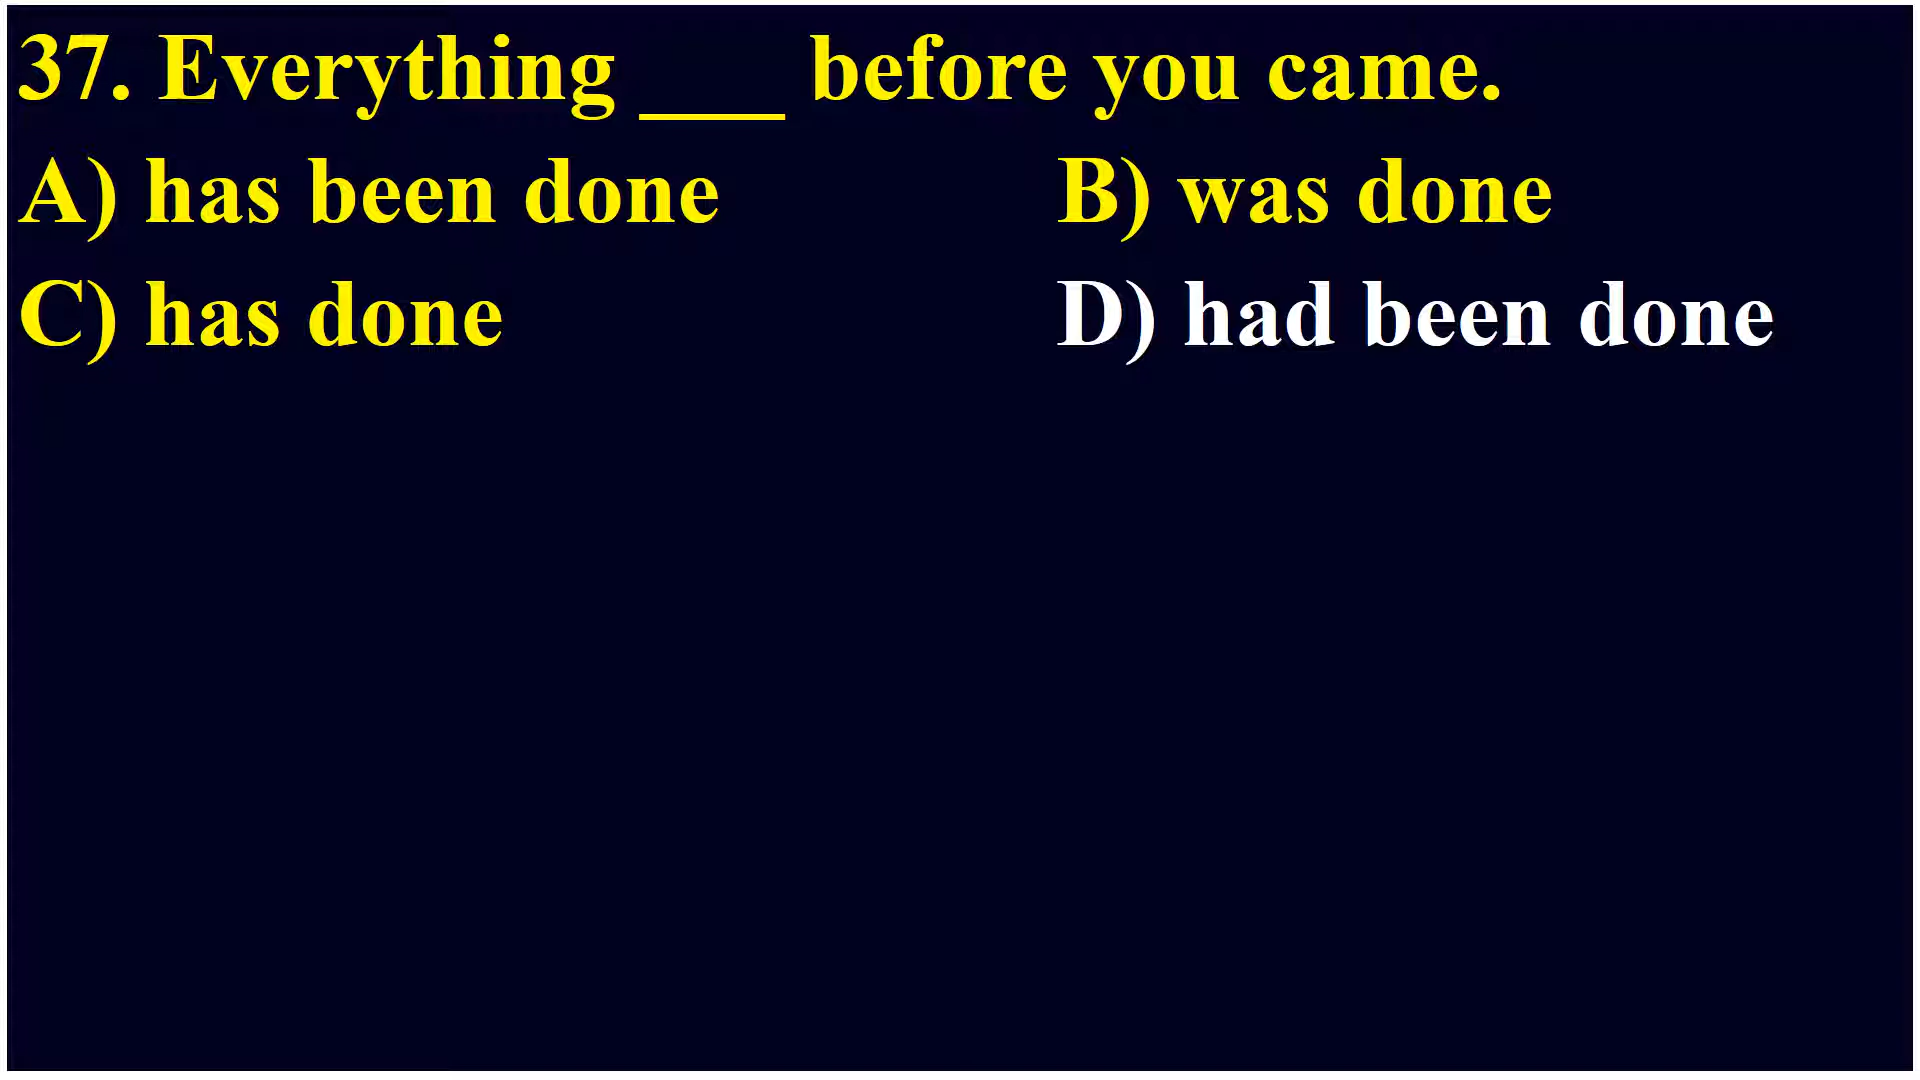 37. Everything ___ before you came.
A) has been done B) was done
C) has done D) had been done